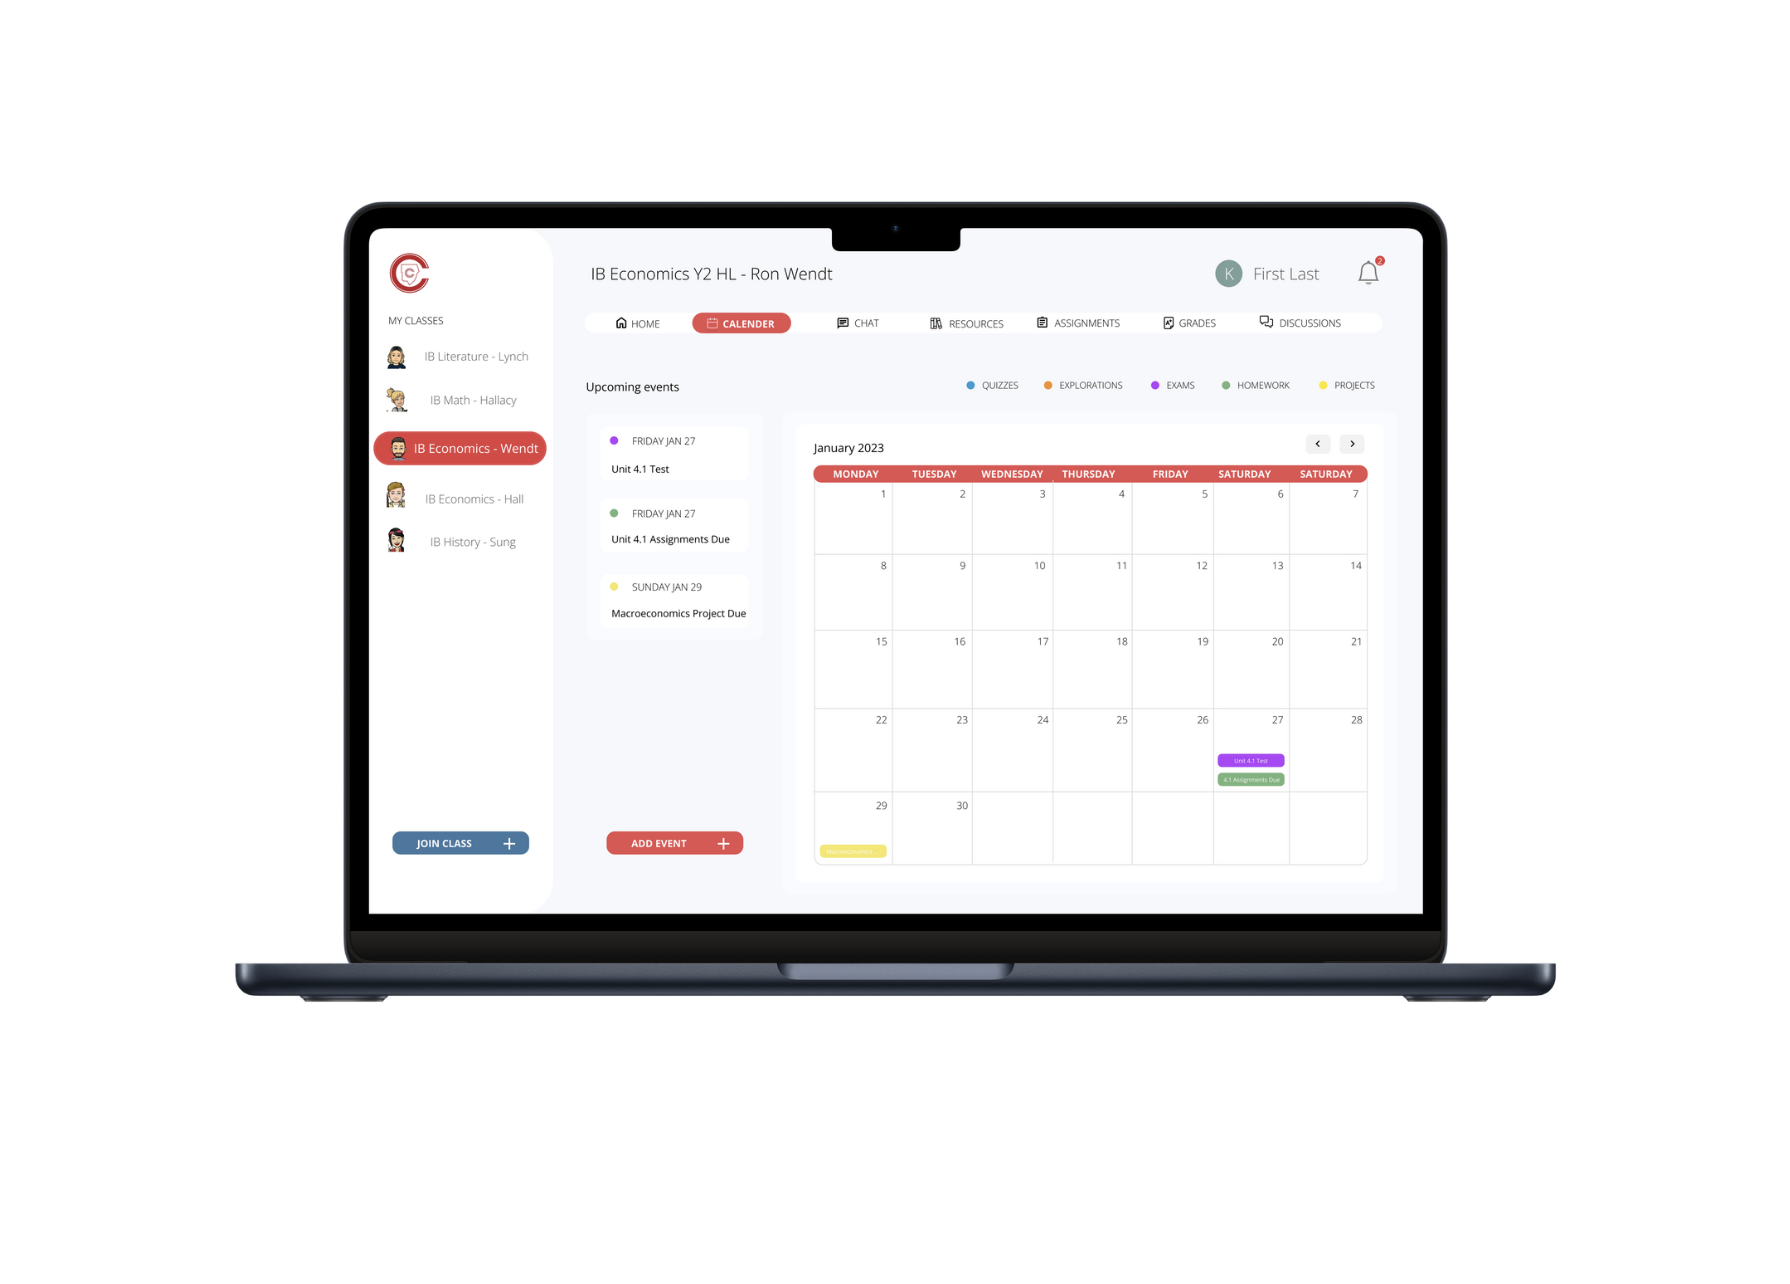 C
MY CLASSES
IB Literature - Lynch
IB Math - Hallacy
IB Economics - Wendt
IB Economics - Hall
IB History - Sung
JOIN CLASS +
IB Economics Y2 HL - Ron Wendt
K First Last 2
HOME CALENDER CHAT RESOURCES ASSIGNMENTS GRADES DISCUSSIONS
Upcoming events
QUIZZES EXPLORATIONS EXAMS HOMEWORK PROJECTS
FRIDAY JAN 27
Unit 4.1 Test
FRIDAY JAN 27
Unit 4.1 Assignments Due
SUNDAY JAN 29
Macroeconomics Project Due
ADD EVENT +
January 2023 < >
MONDAY TUESDAY WEDNESDAY THURSDAY FRIDAY SATURDAY SATURDAY
1 2 3 4 5 6 7
8 9 10 11 12 13 14
15 16 17 18 19 20 21
22 23 24 25 26 27 28
Unit 4.1 Test
4.1 Assignments Due
29 30
Macroeconomics ...